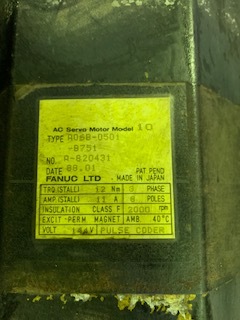 AC Servo Motor Model 10
TYPE A06B-0501
-B751
NO. A-820431
DATE 88.01 PAT PEND
FANUC LTD MADE IN JAPAN
TRQ(STALL) 12 Nm 3 PHASE
AMP(STALL) 11 A 8 POLES
INSULATION CLASS F 2000 rpm
EXCIT-PERM MAGNET AMB. 40°C
VOLT 144V PULSE CODER